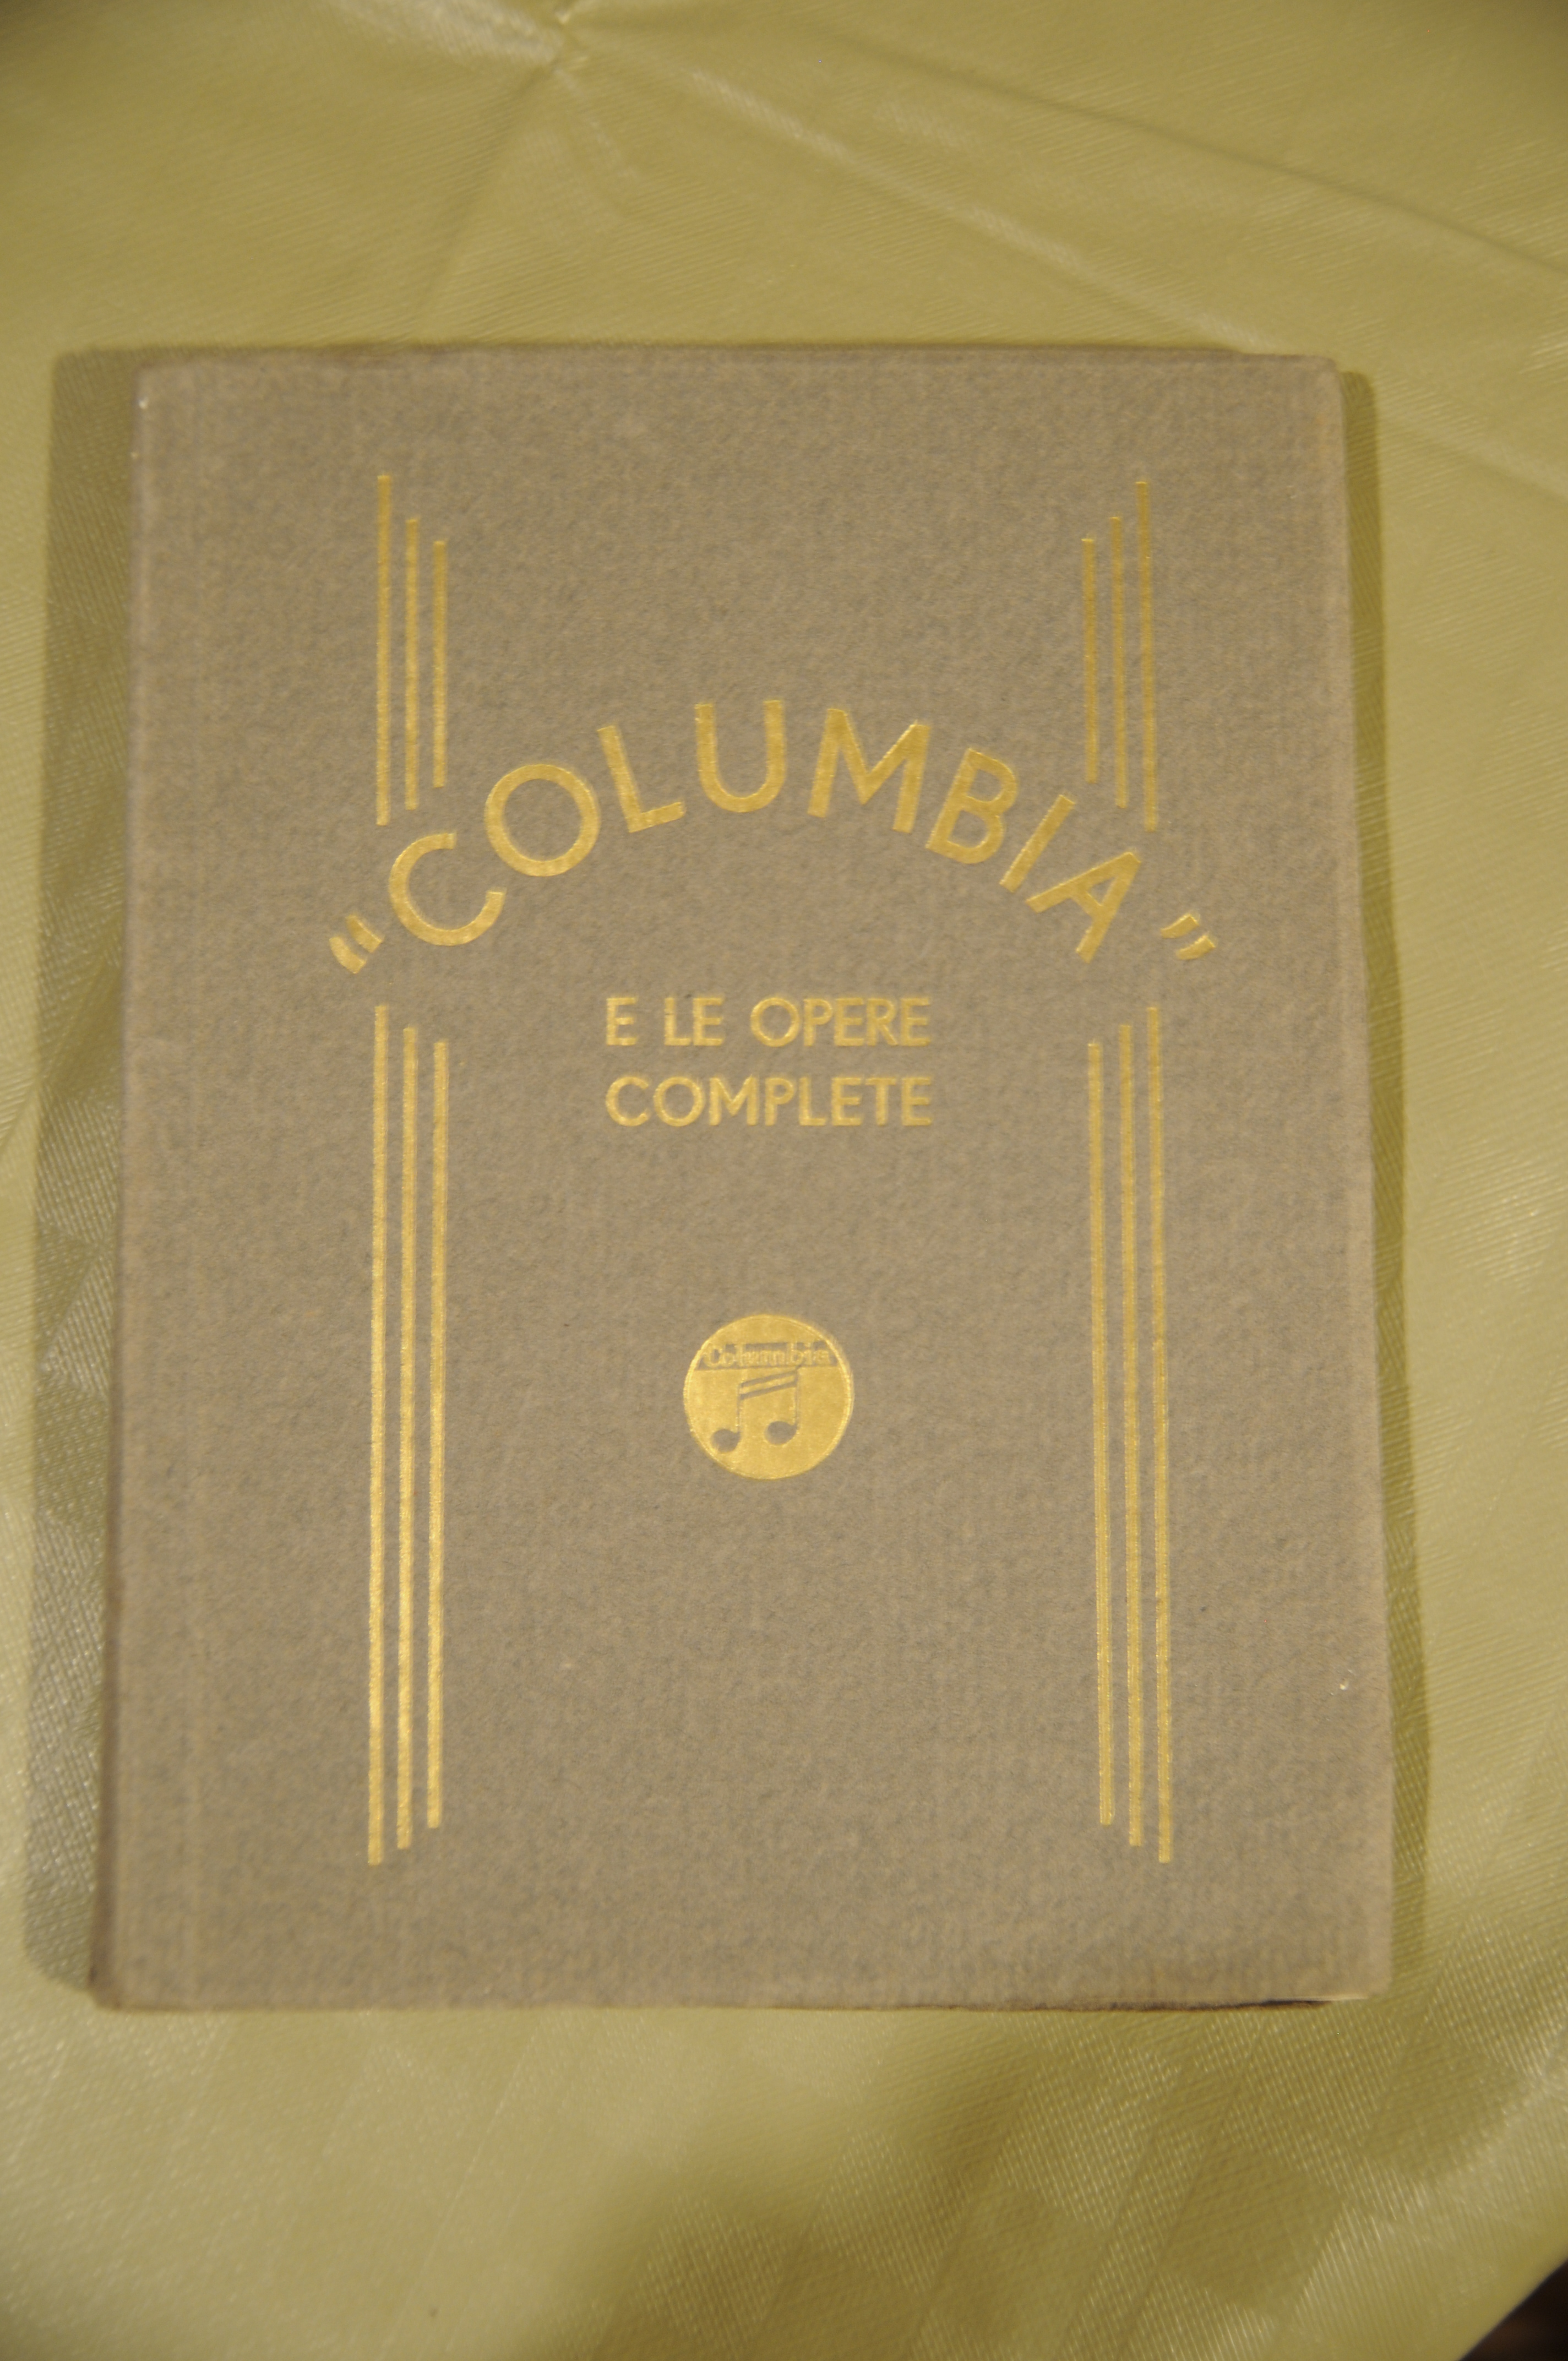 “COLUMBIA”
E LE OPERE
COMPLETE
Columbia